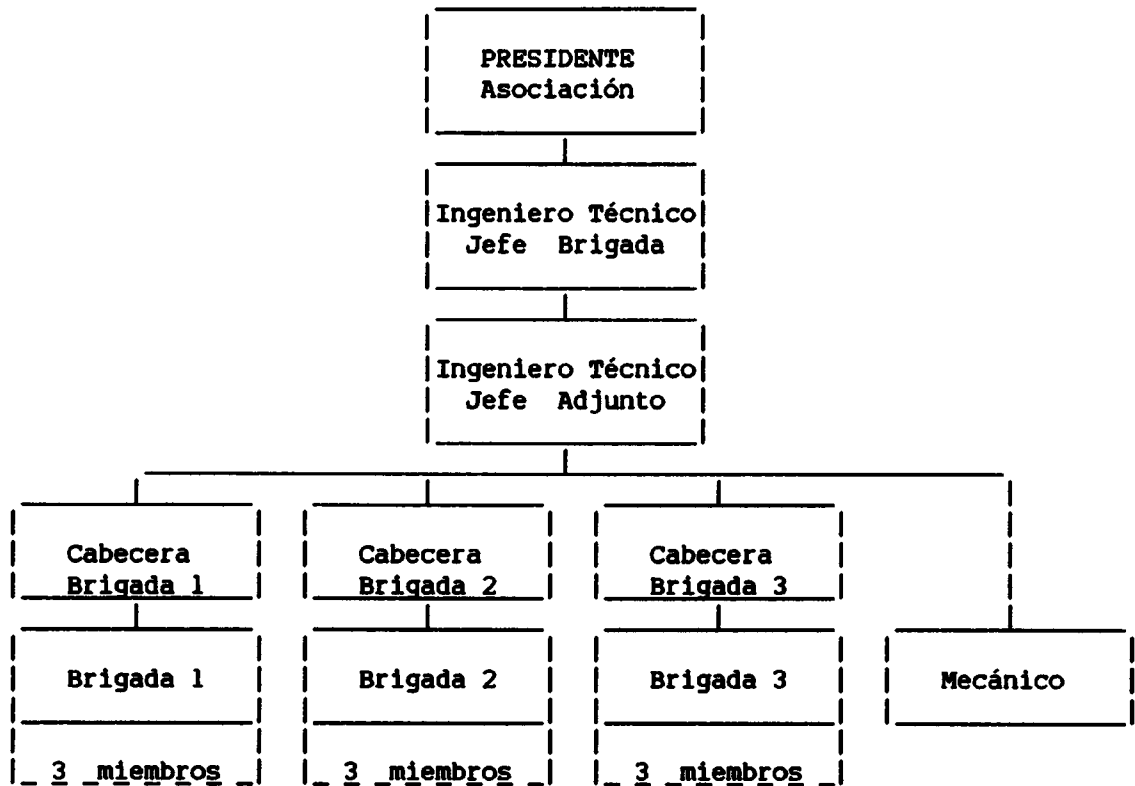 PRESIDENTE
Asociación
Ingeniero Técnico
Jefe Brigada
Ingeniero Técnico
Jefe Adjunto
Cabecera
Brigada 1
Cabecera
Brigada 2
Cabecera
Brigada 3
Brigada 1
Brigada 2
Brigada 3
Mecánico
3 miembros
3 miembros
3 miembros